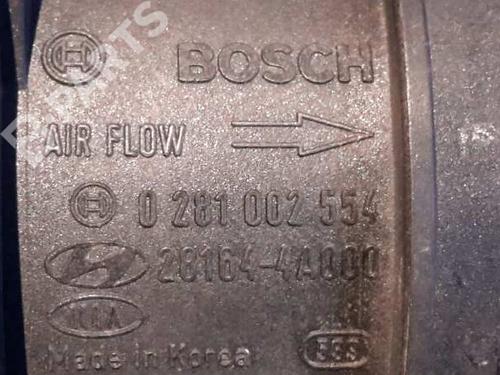 BOSCH
AIR FLOW
0 281 002 554
28164-4A000
KIA
Made in Korea